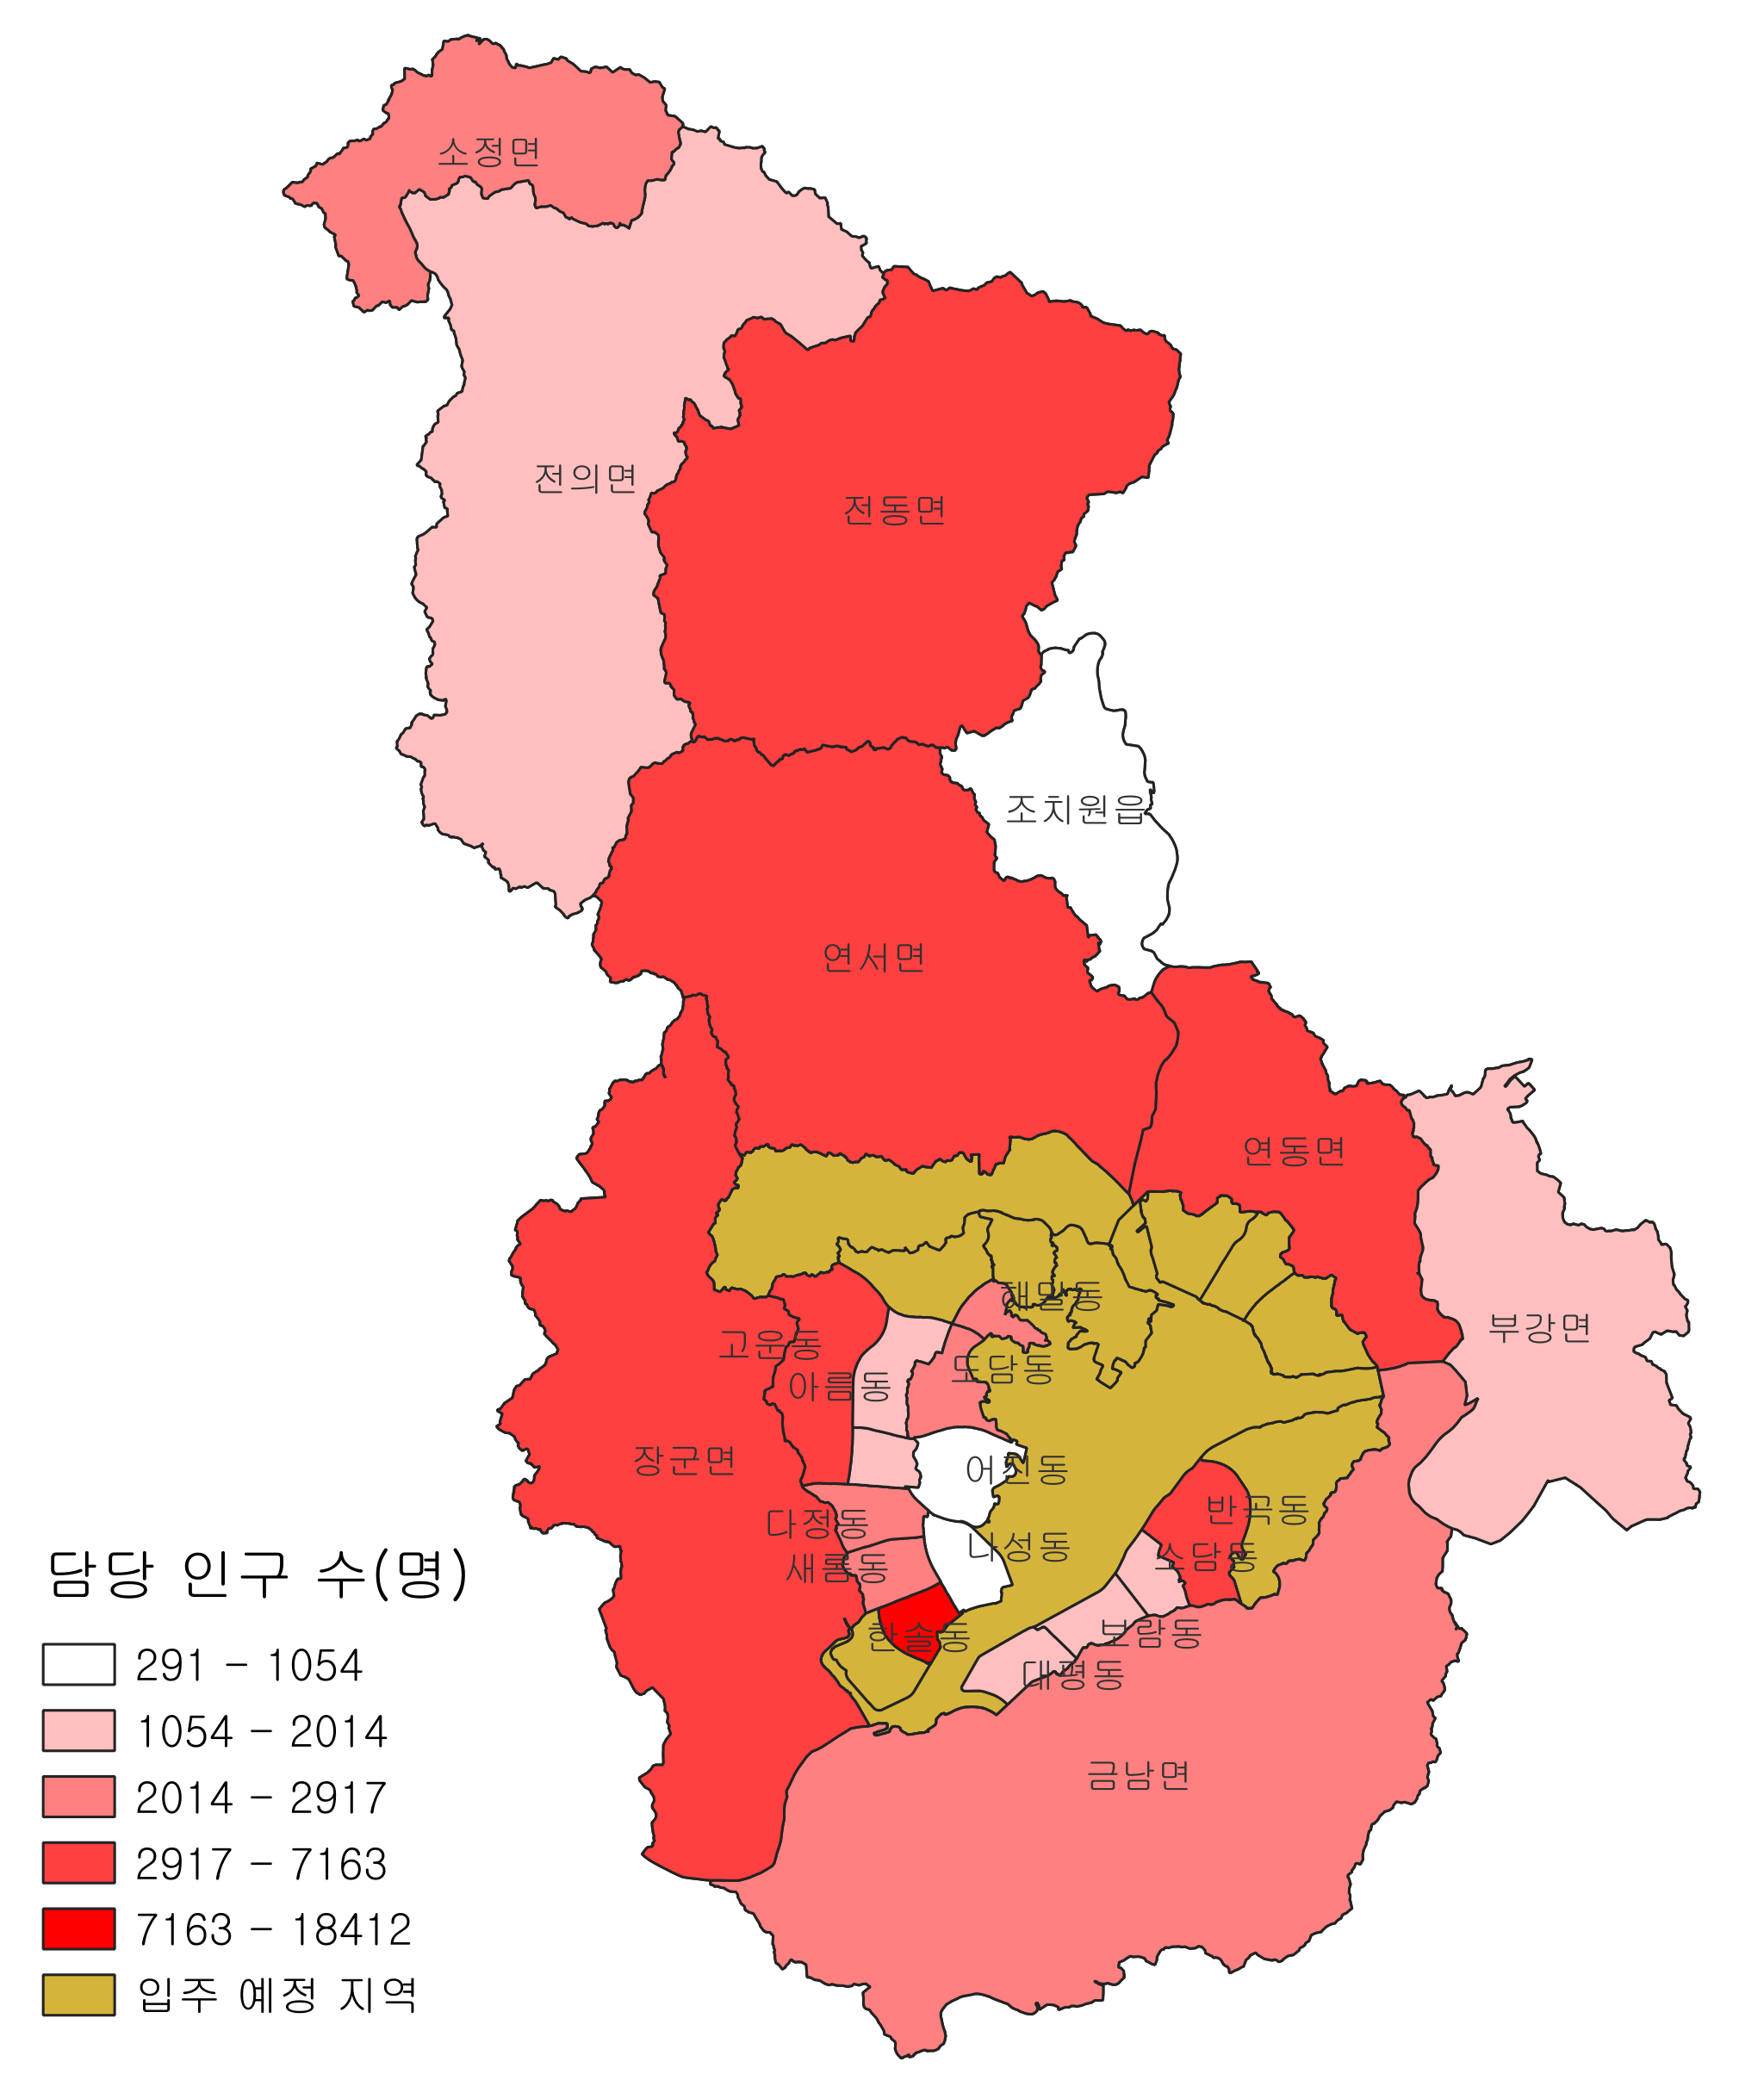 소정면
전의면
전동면
조치원읍
연서면
연동면
해밀동
부강면
고운동
도담동
아름동
장군면
어진동
반곡동
다정동
나성동
소담동
새롬동
한솔동
보람동
대평동
금남면
담당 인구 수(명)
291 - 1054
1054 - 2014
2014 - 2917
2917 - 7163
7163 - 18412
입주 예정 지역